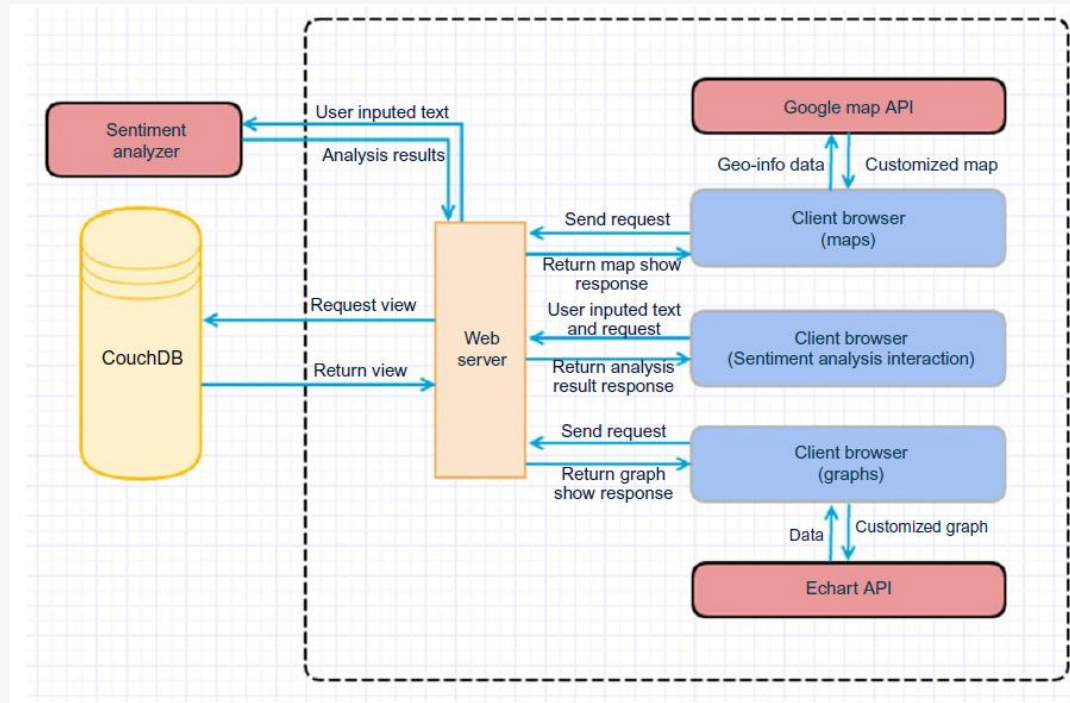 Sentiment
analyzer
User inputed text
Analysis results
Google map API
Geo-info data
Customized map
Client browser
(maps)
Send request
Return map show
response
CouchDB
Request view
Return view
Web
server
User inputed text
and request
Return analysis
result response
Client browser
(Sentiment analysis interaction)
Send request
Return graph
show response
Client browser
(graphs)
Data
Customized graph
Echart API